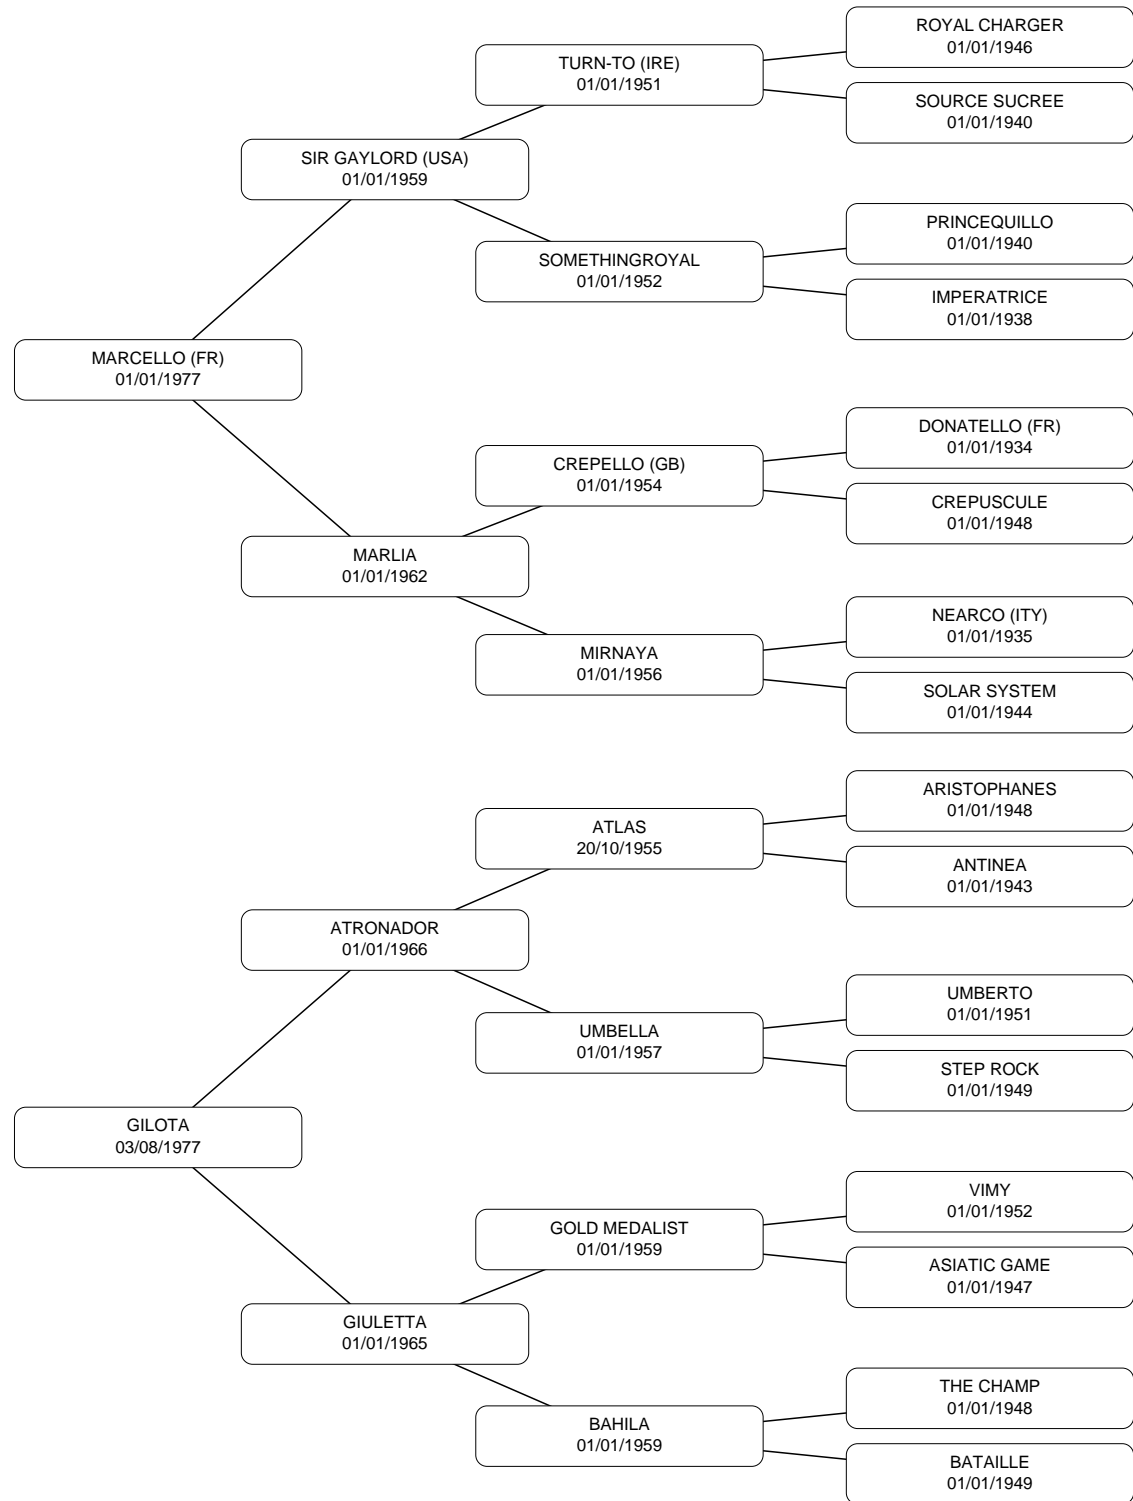 ROYAL CHARGER
01/01/1946
TURN-TO (IRE)
01/01/1951
SOURCE SUCREE
01/01/1940
SIR GAYLORD (USA)
01/01/1959
PRINCEQUILLO
01/01/1940
SOMETHINGROYAL
01/01/1952
IMPERATRICE
01/01/1938
MARCELLO (FR)
01/01/1977
DONATELLO (FR)
01/01/1934
CREPELLO (GB)
01/01/1954
CREPUSCULE
01/01/1948
MARLIA
01/01/1962
NEARCO (ITY)
01/01/1935
MIRNAYA
01/01/1956
SOLAR SYSTEM
01/01/1944
ARISTOPHANES
01/01/1948
ATLAS
20/10/1955
ANTINEA
01/01/1943
ATRONADOR
01/01/1966
UMBERTO
01/01/1951
UMBELLA
01/01/1957
STEP ROCK
01/01/1949
GILOTA
03/08/1977
VIMY
01/01/1952
GOLD MEDALIST
01/01/1959
ASIATIC GAME
01/01/1947
GIULETTA
01/01/1965
THE CHAMP
01/01/1948
BAHILA
01/01/1959
BATAILLE
01/01/1949